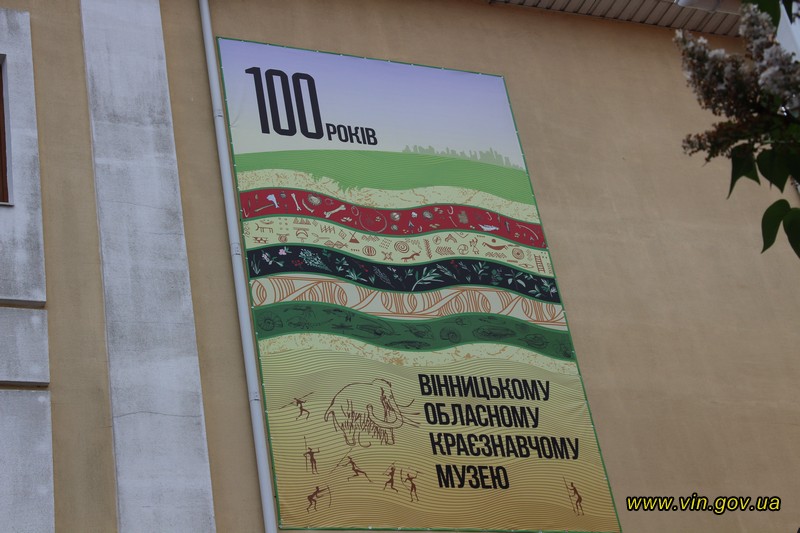 100 РОКІВ
ВІННИЦЬКОМУ
ОБЛАСНОМУ
КРАЄЗНАВЧОМУ
МУЗЕЮ
www.vin.gov.ua